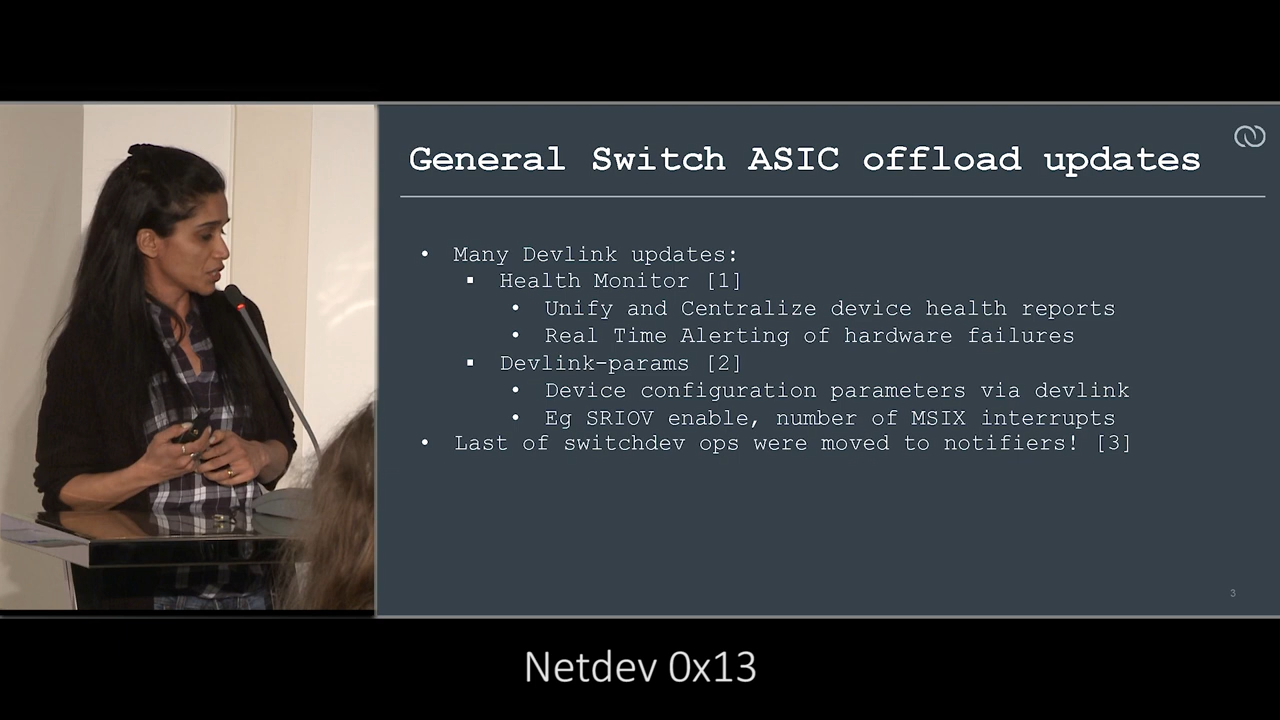 General Switch ASIC offload updates
• Many Devlink updates:
▪ Health Monitor [1]
• Unify and Centralize device health reports
• Real Time Alerting of hardware failures
▪ Devlink-params [2]
• Device configuration parameters via devlink
• Eg SRIOV enable, number of MSIX interrupts
• Last of switchdev ops were moved to notifiers! [3]
3
Netdev 0x13